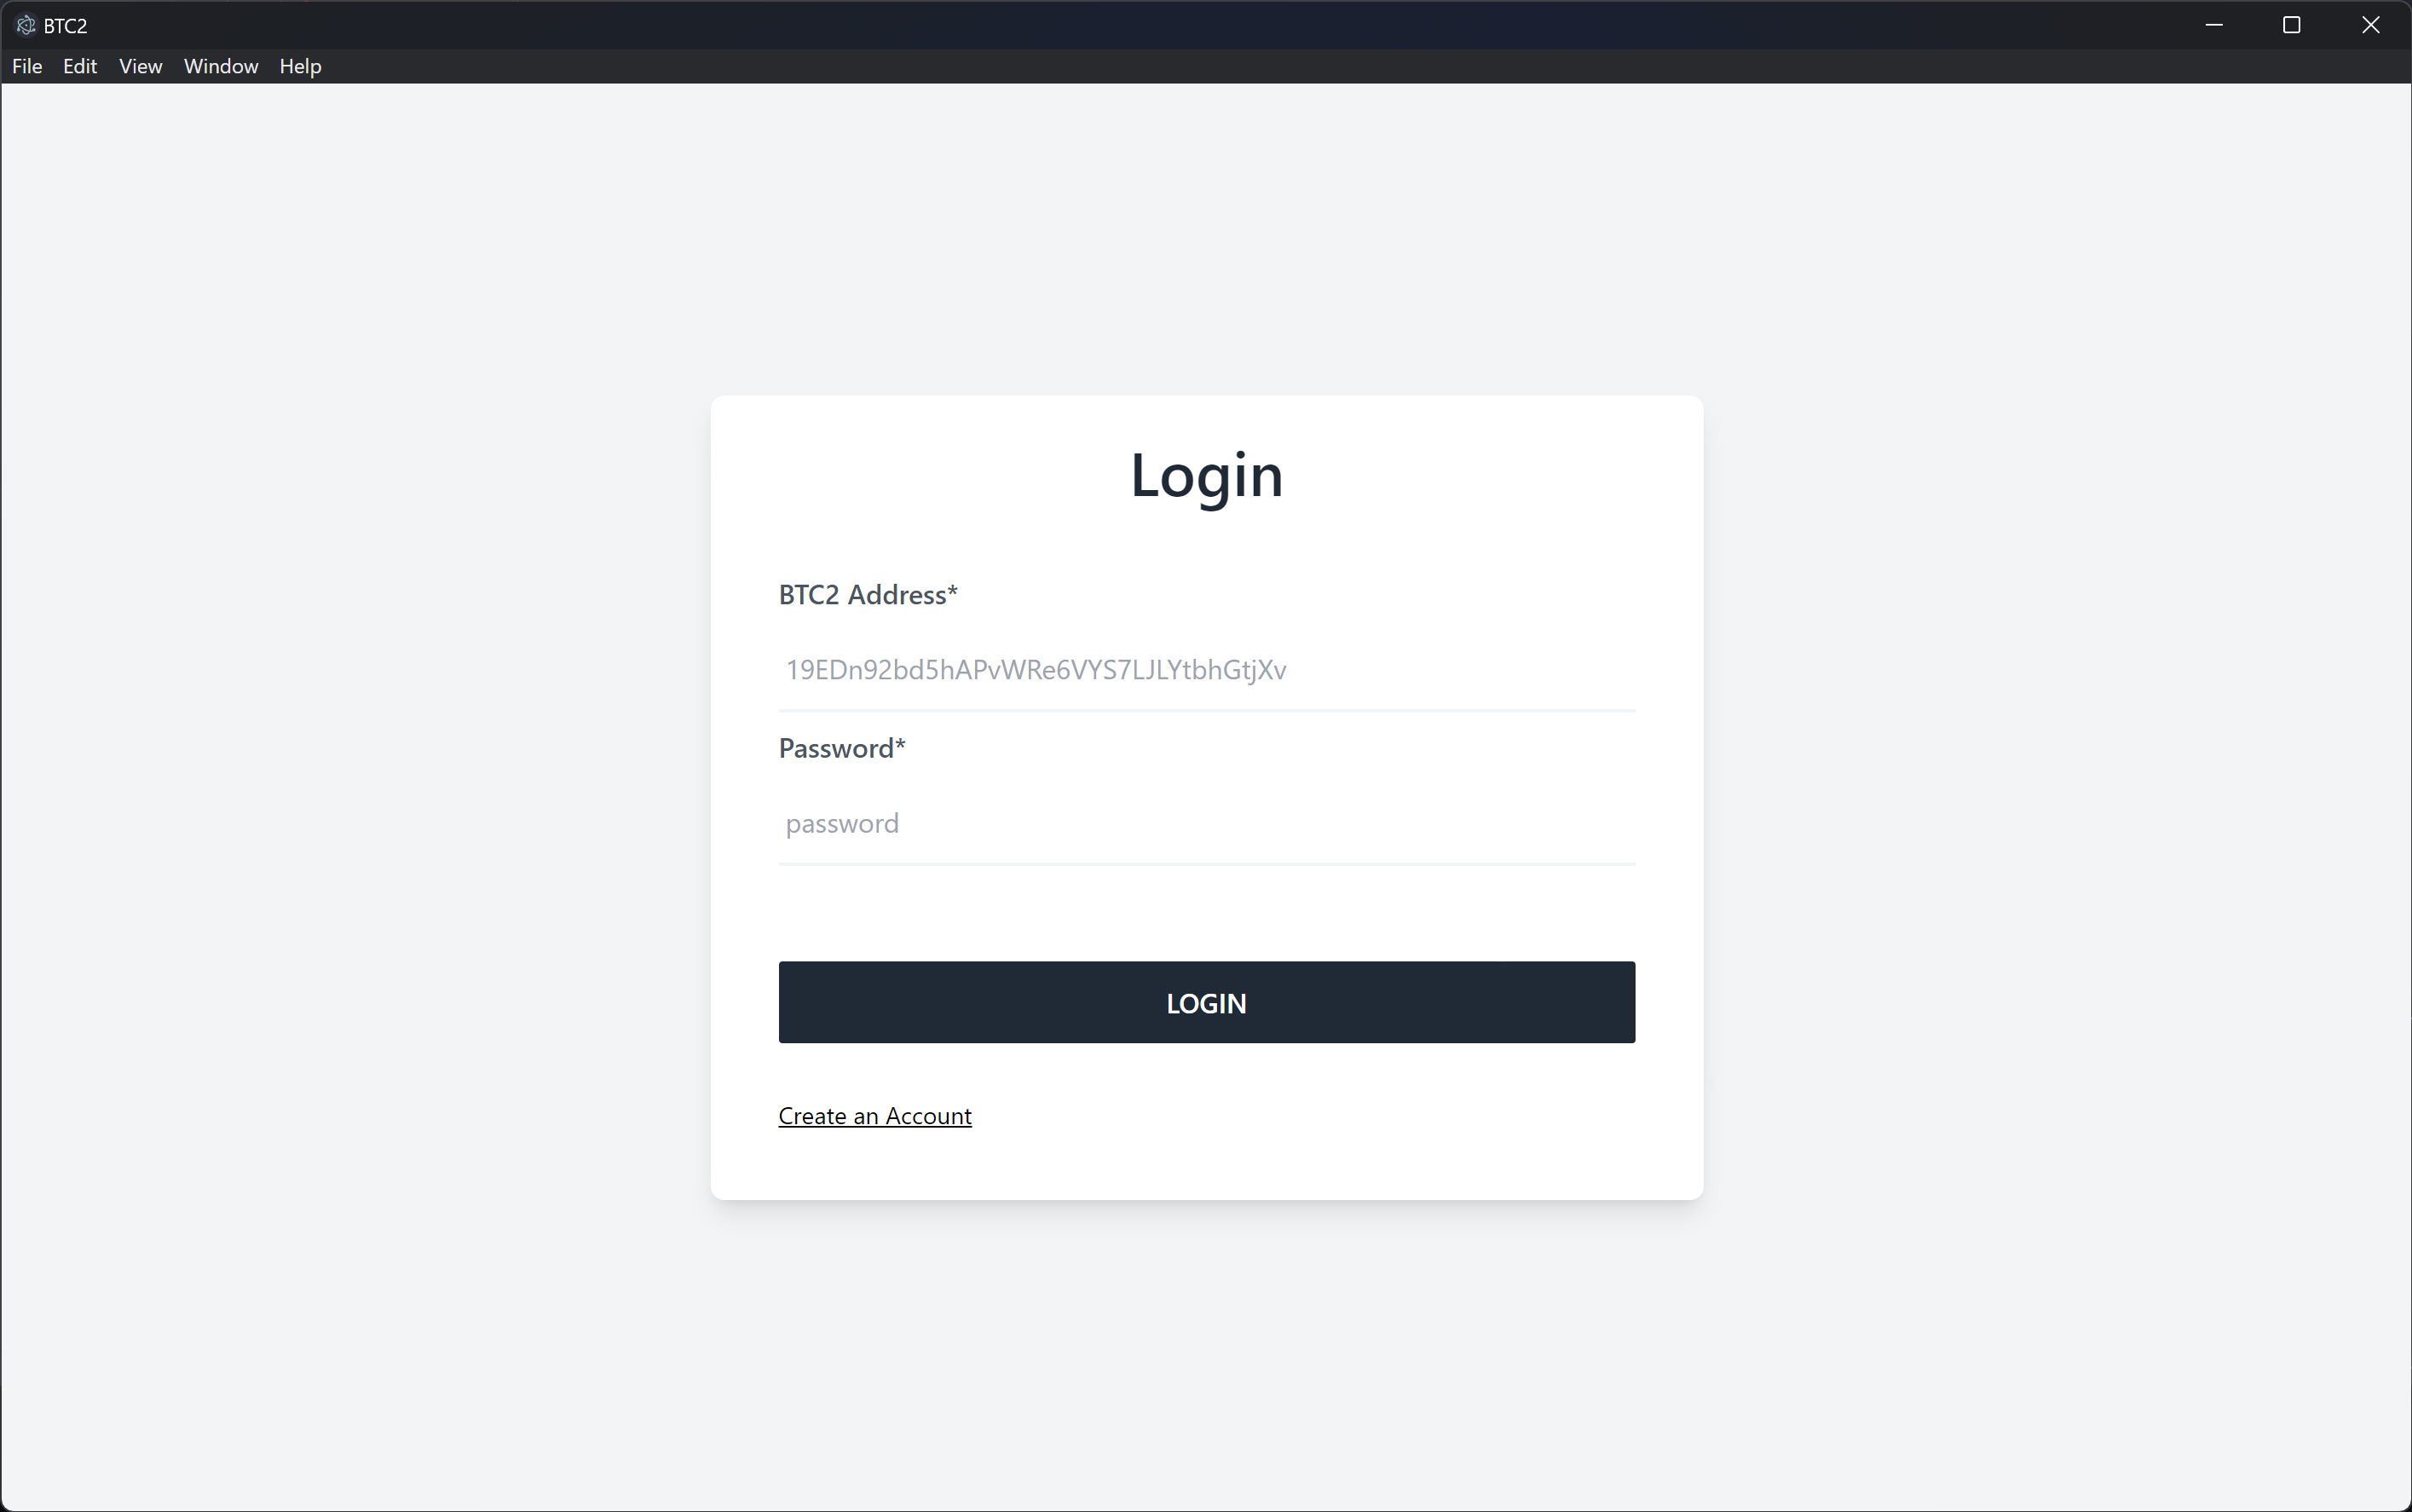 BTC2
File Edit View Window Help
Login
BTC2 Address*
19EDn92bd5hAPvWRe6VYS7LJLYtbhGtjXv
Password*
password
LOGIN
Create an Account